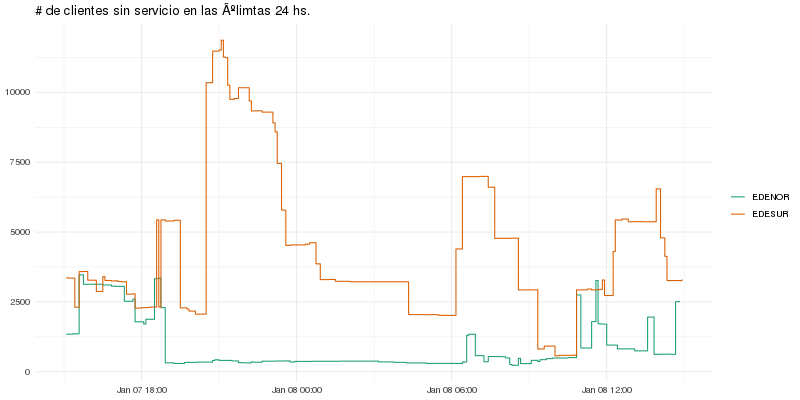 # de clientes sin servicio en las Ãºlimtas 24 hs.
10000
7500
5000
2500
0
Jan 07 18:00
Jan 08 00:00
Jan 08 06:00
Jan 08 12:00
EDENOR
EDESUR